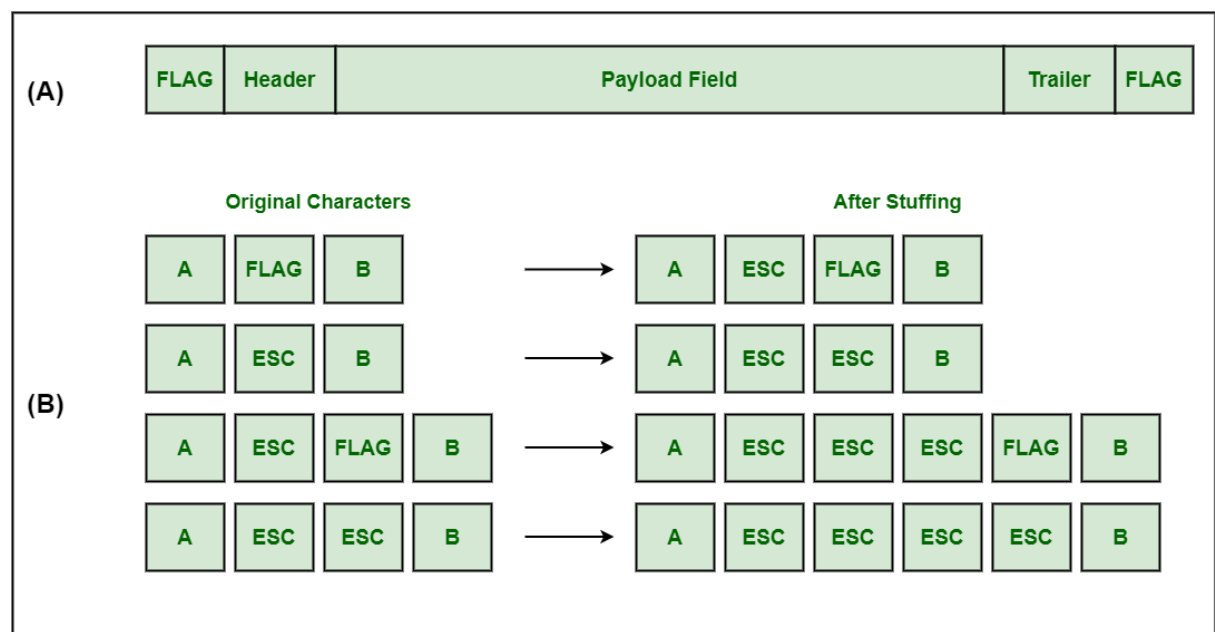 (A) FLAG Header Payload Field Trailer FLAG
Original Characters After Stuffing
A FLAG B A ESC FLAG B
A ESC B A ESC ESC B
(B)
A ESC FLAG B A ESC ESC ESC FLAG B
A ESC ESC B A ESC ESC ESC ESC B